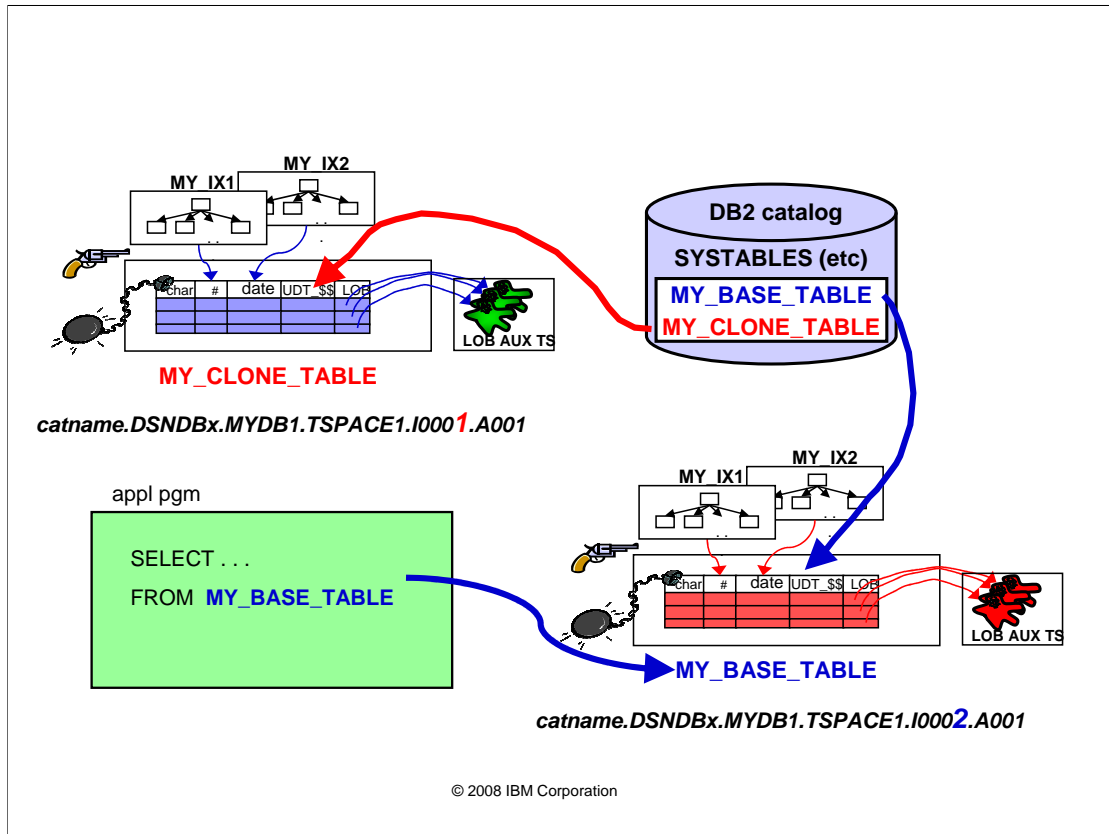 MY_IX2
MY_IX1
. .
. .
.
char # date UDT_$$ LOB
LOB AUX TS
MY_CLONE_TABLE
catname.DSNDBx.MYDB1.TSPACE1.I0001.A001
DB2 catalog
SYSTABLES (etc)
MY_BASE_TABLE
MY_CLONE_TABLE
appl pgm
SELECT . . .
FROM MY_BASE_TABLE
MY_IX2
MY_IX1
. .
. .
char # date UDT_$$ LOB
LOB AUX TS
MY_BASE_TABLE
catname.DSNDBx.MYDB1.TSPACE1.I0002.A001
© 2008 IBM Corporation